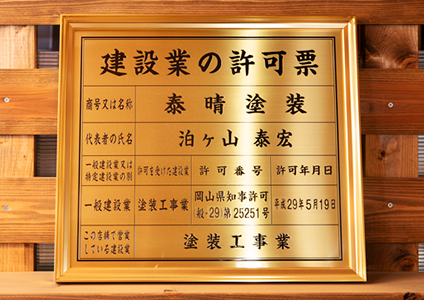 建設業の許可票
商号又は名称 泰晴塗装
代表者の氏名 泊ヶ山 泰宏
一般建設業又は
特定建設業の別
許可を受けた建設業 許可番号 許可年月日
一般建設業 塗装工事業
岡山県知事許可
(般-29)第25251号
平成29年5月19日
この店舗で営業
している建設業
塗装工事業